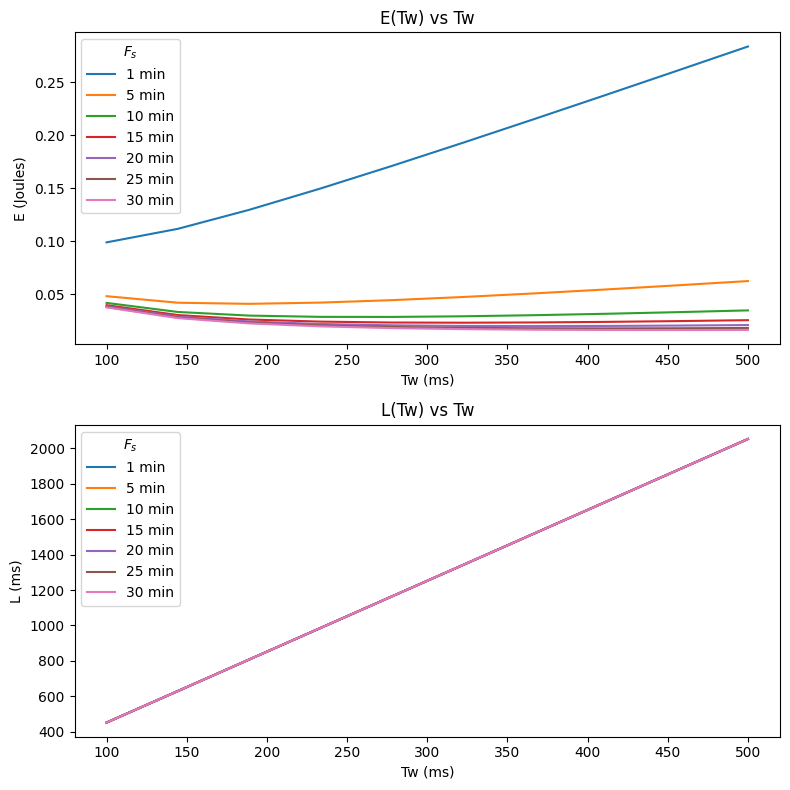 E(Tw) vs Tw
E (Joules)
0.25
0.20
0.15
0.10
0.05
F_s
1 min
5 min
10 min
15 min
20 min
25 min
30 min
100 150 200 250 300 350 400 450 500
Tw (ms)
L(Tw) vs Tw
L (ms)
2000
1800
1600
1400
1200
1000
800
600
400
F_s
1 min
5 min
10 min
15 min
20 min
25 min
30 min
100 150 200 250 300 350 400 450 500
Tw (ms)